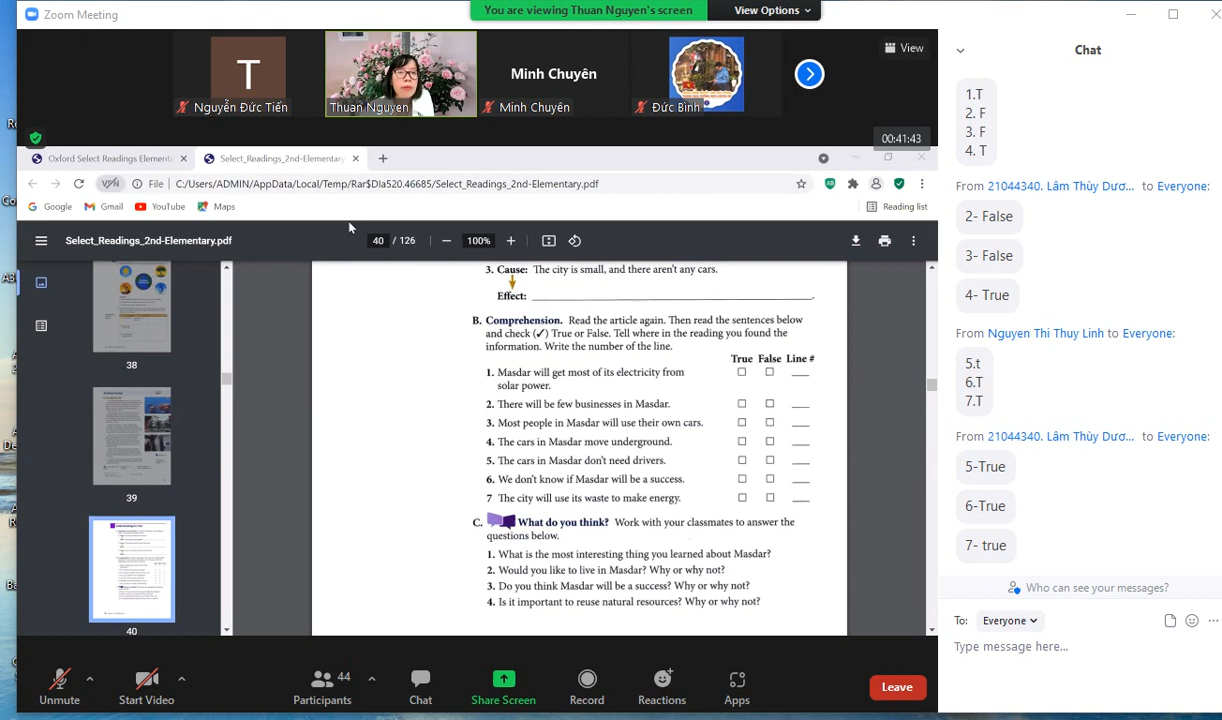 Zoom Meeting
You are viewing Thuan Nguyen's screen
View Options
T
Nguyễn Đức Tiến
Thuan Nguyen
Minh Chuyên
Minh Chuyên
Đức Bình
View
00:41:43
Oxford Select Readings Element
Select_Readings_2nd-Elementary
VPN
File
C:/Users/ADMIN/AppData/Local/Temp/Rar$DIa520.46685/Select_Readings_2nd-Elementary.pdf
Google
Gmail
YouTube
Maps
Reading list
Select_Readings_2nd-Elementary.pdf
40 / 126
100%
38
39
40
3. Cause: The city is small, and there aren't any cars.
Effect: ____________.
B. Comprehension. Read the article again. Then read the sentences below
and check (✓) True or False. Tell where in the reading you found the
information. Write the number of the line.
True False Line #
1. Masdar will get most of its electricity from
solar power.
2. There will be few businesses in Masdar.
3. Most people in Masdar will use their own cars.
4. The cars in Masdar move underground.
5. The cars in Masdar don't need drivers.
6. We don't know if Masdar will be a success.
7 The city will use its waste to make energy.
C. What do you think? Work with your classmates to answer the
questions below.
1. What is the most interesting thing you learned about Masdar?
2. Would you like to live in Masdar? Why or why not?
3. Do you think Masdar will be a success? Why or why not?
4. Is it important to reuse natural resources? Why or why not?
Unmute
Start Video
44
Participants
Chat
Share Screen
Record
Reactions
Apps
Leave
Chat
1.T
2. F
3. F
4. T
From 21044340. Lâm Thùy Dươ... to Everyone:
2- False
3- False
4- True
From Nguyen Thi Thuy Linh to Everyone:
5.t
6.T
7.T
From 21044340. Lâm Thùy Dươ... to Everyone:
5-True
6-True
7- true
Who can see your messages?
To: Everyone
Type message here...